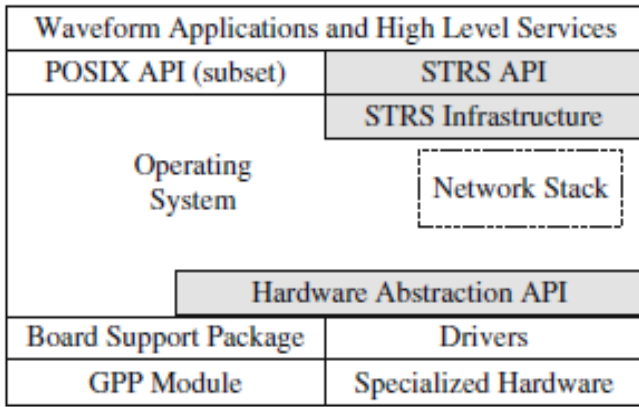 Waveform Applications and High Level Services
POSIX API (subset)
STRS API
STRS Infrastructure
Operating
System
Network Stack
Hardware Abstraction API
Board Support Package
Drivers
GPP Module
Specialized Hardware